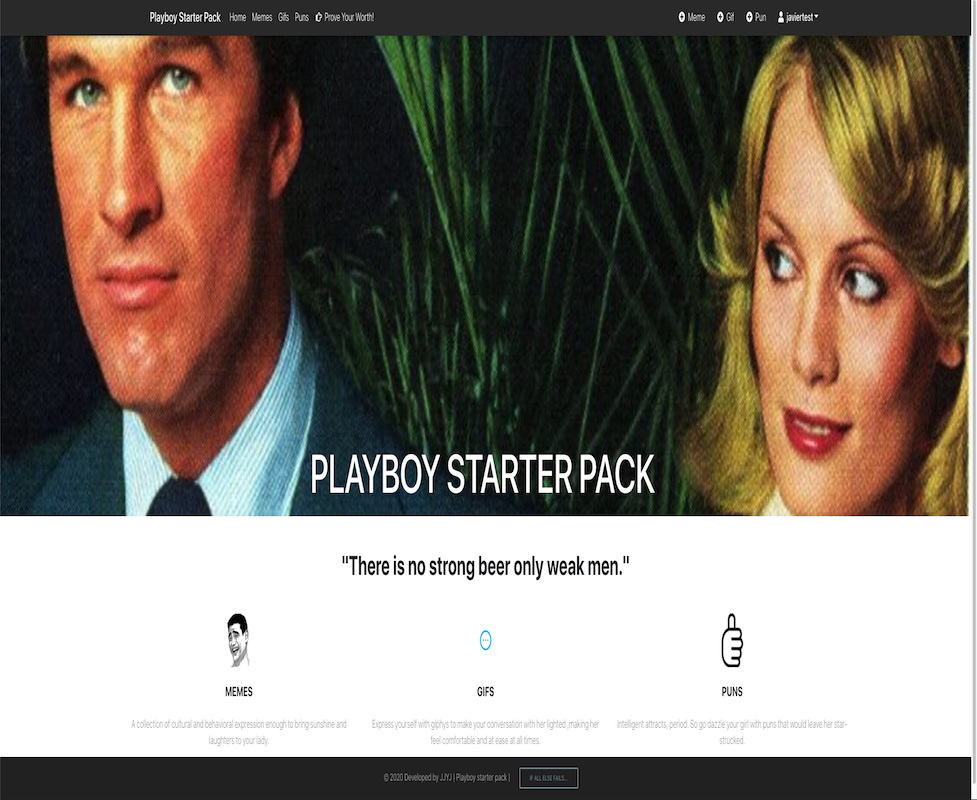 Playboy Starter Pack Home Memes Gifs Puns Prove Your Worth! Meme Gif Pun javiertest
PLAYBOY STARTER PACK
"There is no strong beer only weak men."
MEMES GIFS PUNS
A collection of cultural and behavioral expression enough to bring sunshine and
laughters to your lady.
Express yourself with giphys to make your conversation with her lighted ,making her
feel comfortable and at ease at all times.
Intelligent attracts, period. So go dazzle your girl with puns that would leave her star-
strucked.
© 2020 Developed by JJYJ | Playboy starter pack | IF ALL ELSE FAILS...